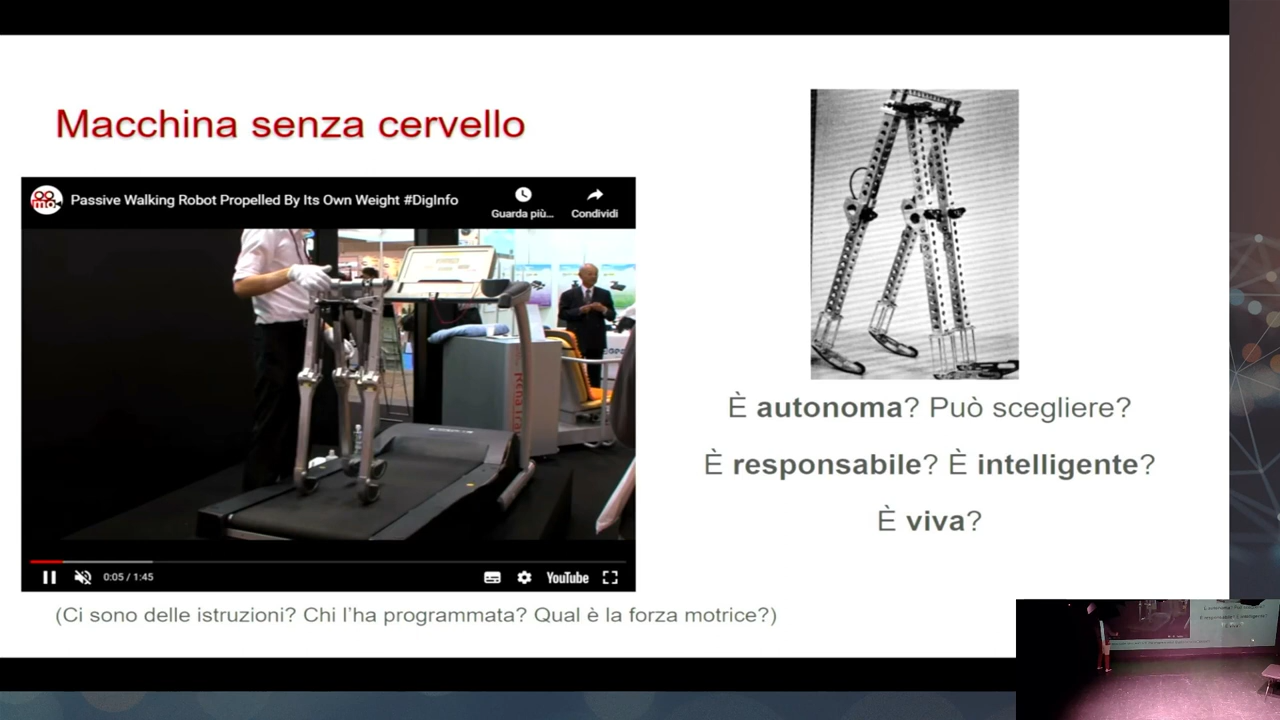 Macchina senza cervello
Passive Walking Robot Propelled By Its Own Weight #DigInfo
Guarda più...
Condividi
0:05 / 1:45
YouTube
È autonoma? Può scegliere?
È responsabile? È intelligente?
È viva?
(Ci sono delle istruzioni? Chi l'ha programmata? Qual è la forza motrice?)